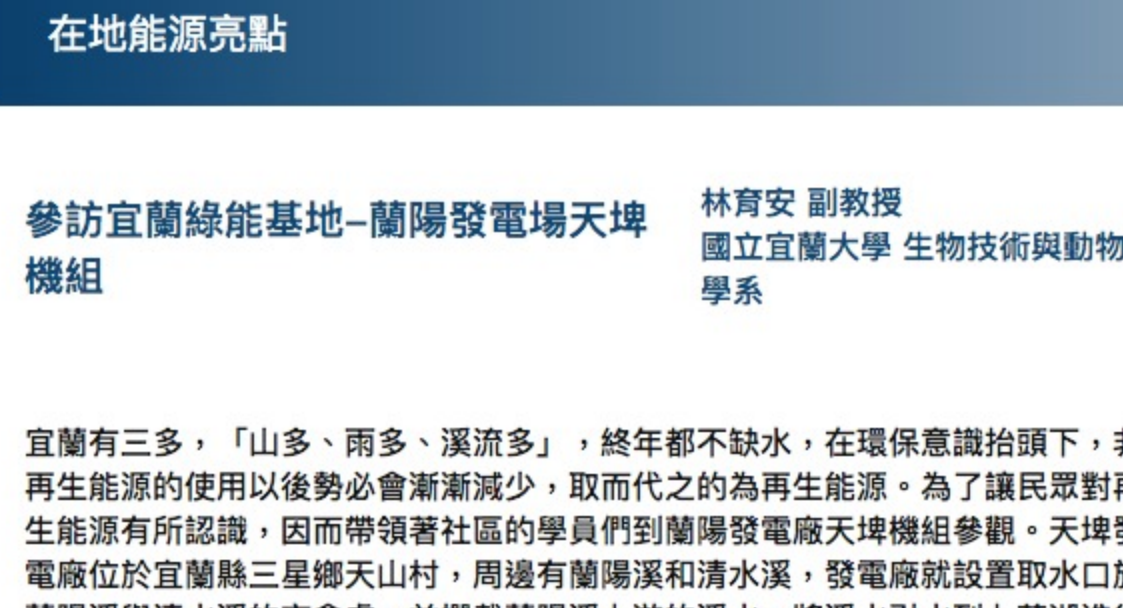 在地能源亮點
參訪宜蘭綠能基地–蘭陽發電場天埤
機組
林育安 副教授
國立宜蘭大學 生物技術與動物
學系
宜蘭有三多，「山多、雨多、溪流多」，終年都不缺水，在環保意識抬頭下，
再生能源的使用以後勢必會漸漸減少，取而代之的為再生能源。為了讓民眾對
生能源有所認識，因而帶領著社區的學員們到蘭陽發電廠天埤機組參觀。天埤
電廠位於宜蘭縣三星鄉天山村，周邊有蘭陽溪和清水溪，發電廠就設置取水口